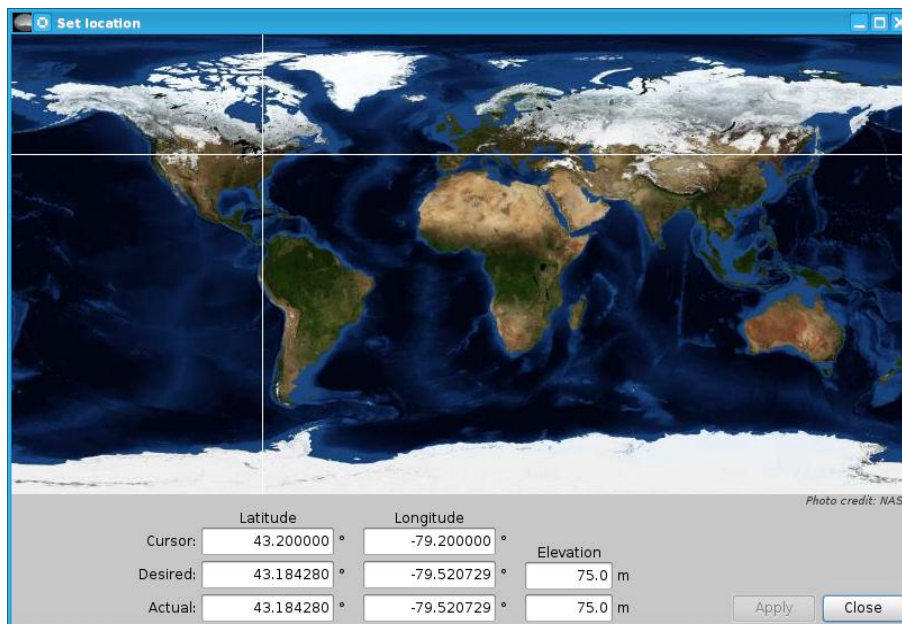 Set location
Photo credit: NAS
Latitude Longitude
Cursor: 43.200000 ° -79.200000 °
Elevation
Desired: 43.184280 ° -79.520729 ° 75.0 m
Actual: 43.184280 ° -79.520729 ° 75.0 m
Apply Close